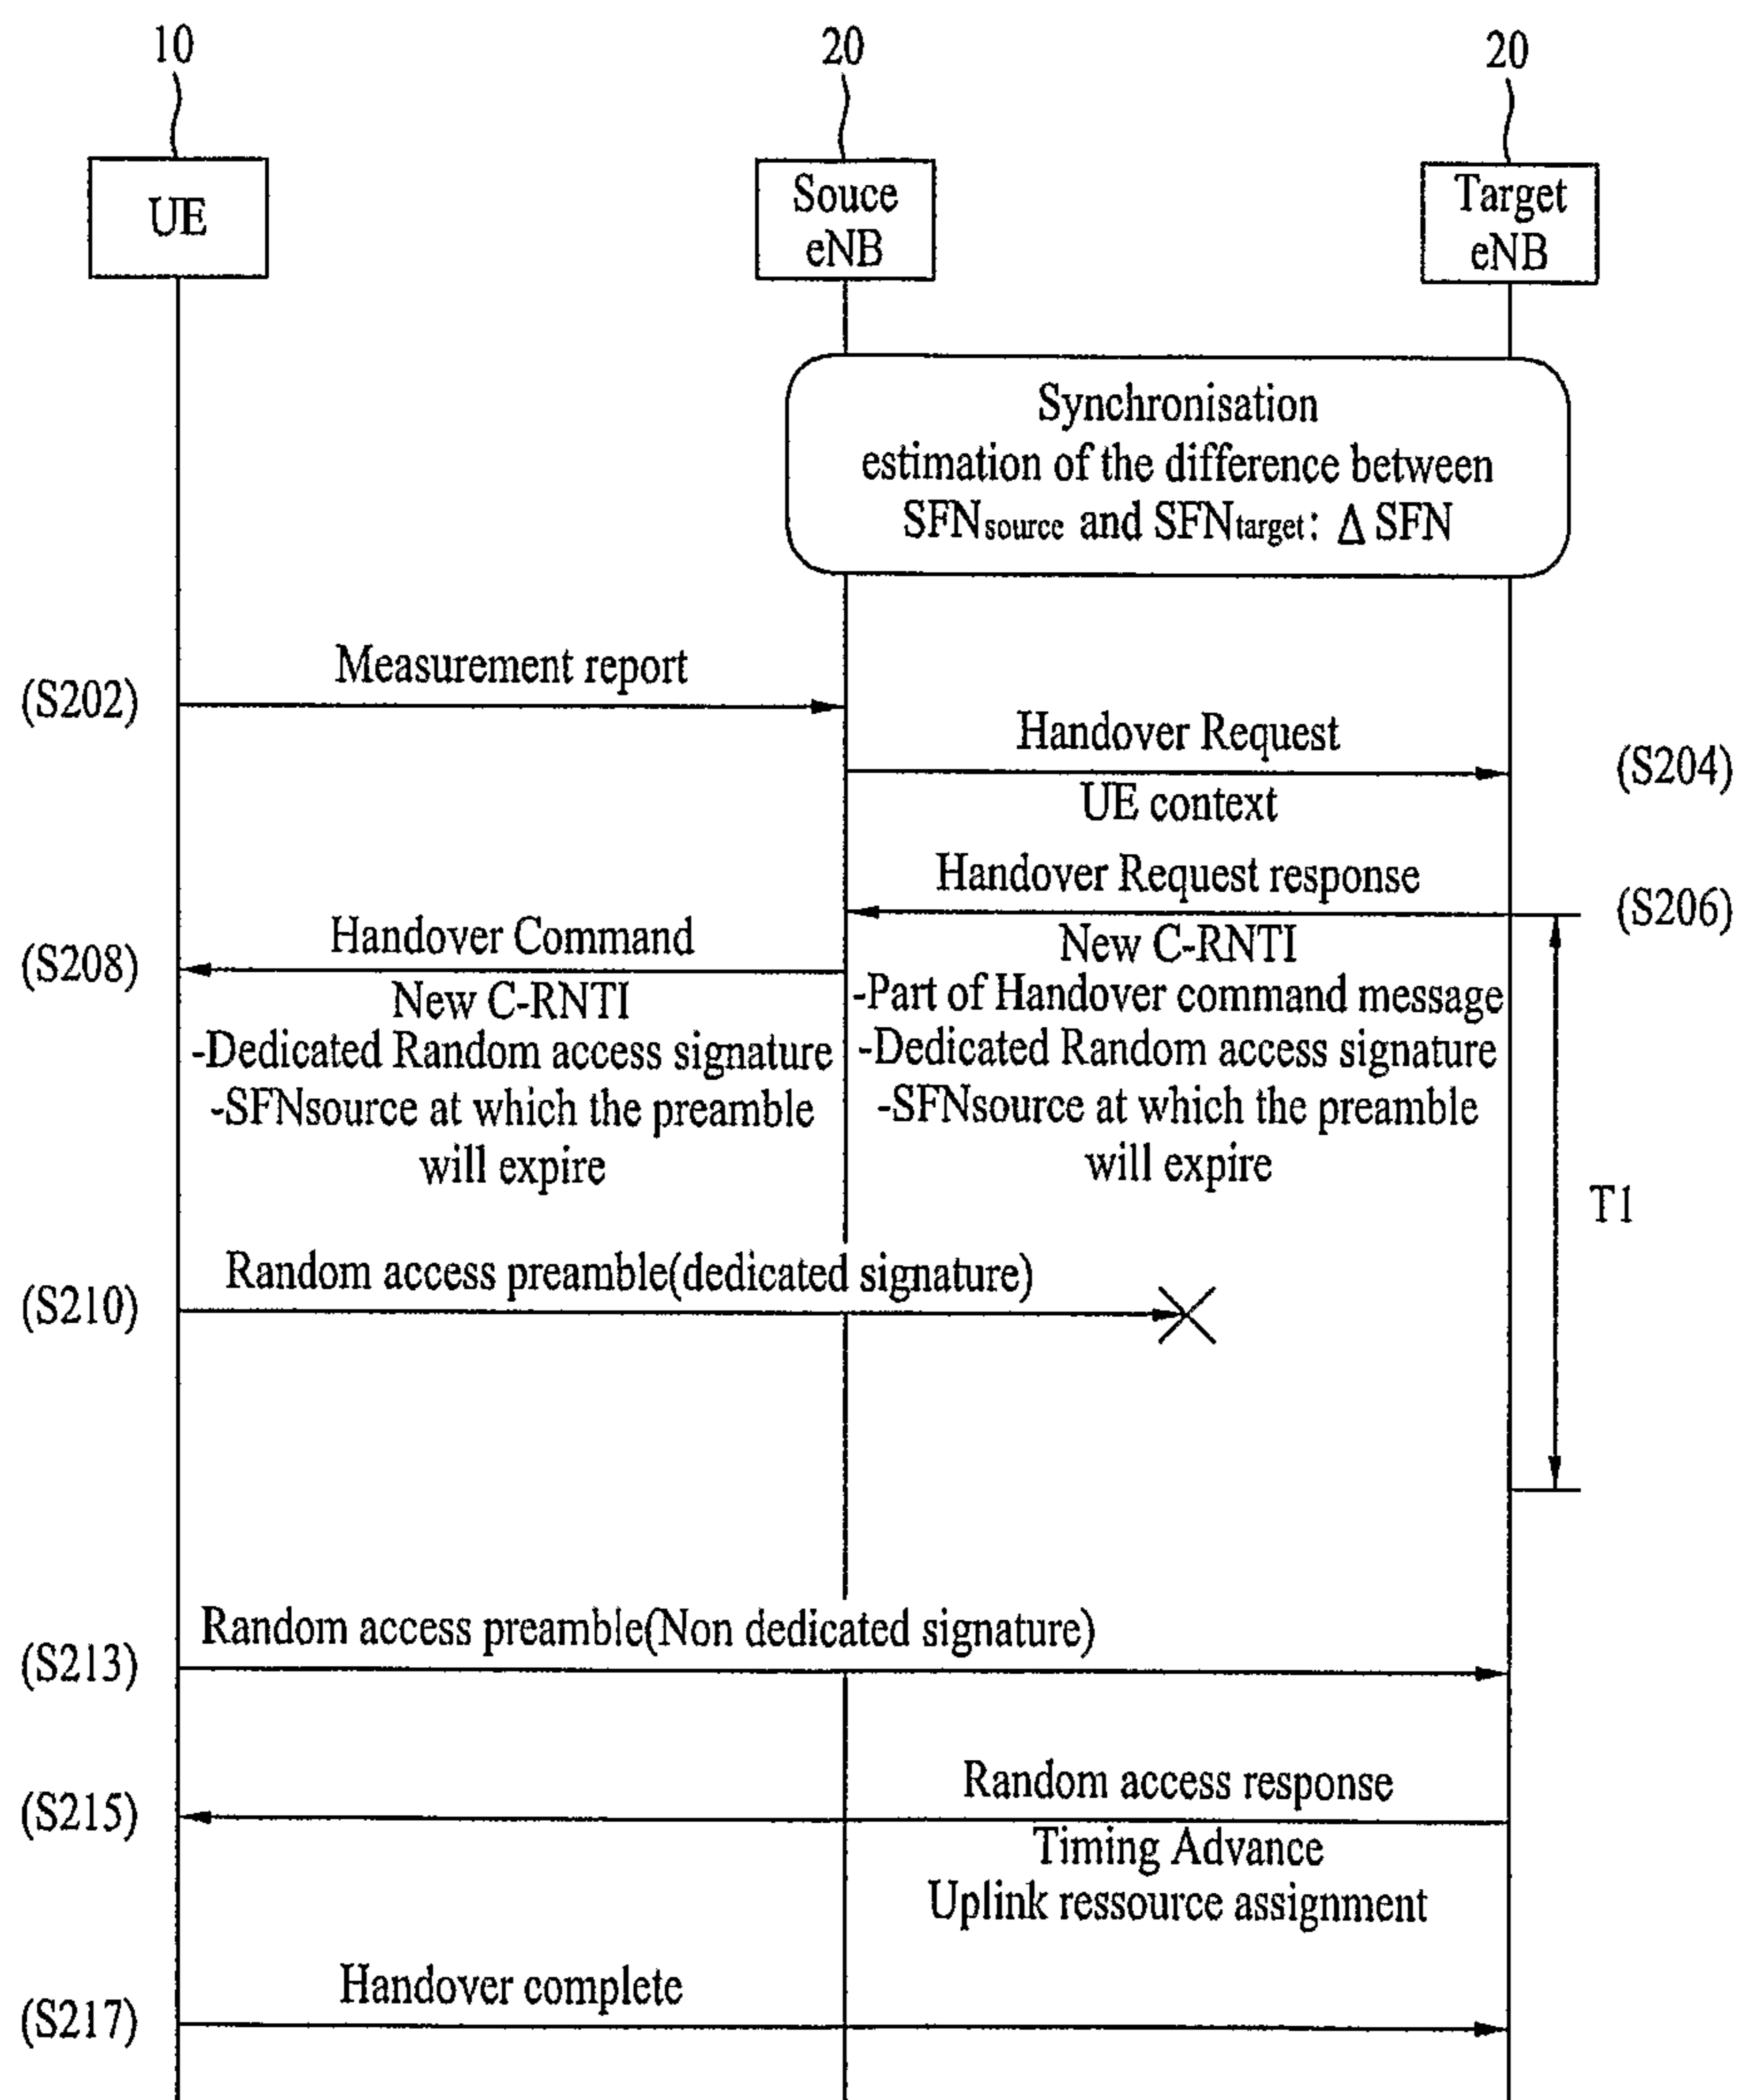 10
20
20
UE
Souce
eNB
Target
eNB
Synchronisation
estimation of the difference between
SFNsource and SFNtarget: Δ SFN
(S202)
Measurement report
Handover Request
(S204)
UE context
Handover Request response
(S206)
Handover Command
(S208)
New C-RNTI
-Dedicated Random access signature
-SFNsource at which the preamble
will expire
New C-RNTI
-Part of Handover command message
-Dedicated Random access signature
-SFNsource at which the preamble
will expire
T1
Random access preamble(dedicated signature)
(S210)
Random access preamble(Non dedicated signature)
(S213)
Random access response
(S215)
Timing Advance
Uplink ressource assignment
Handover complete
(S217)